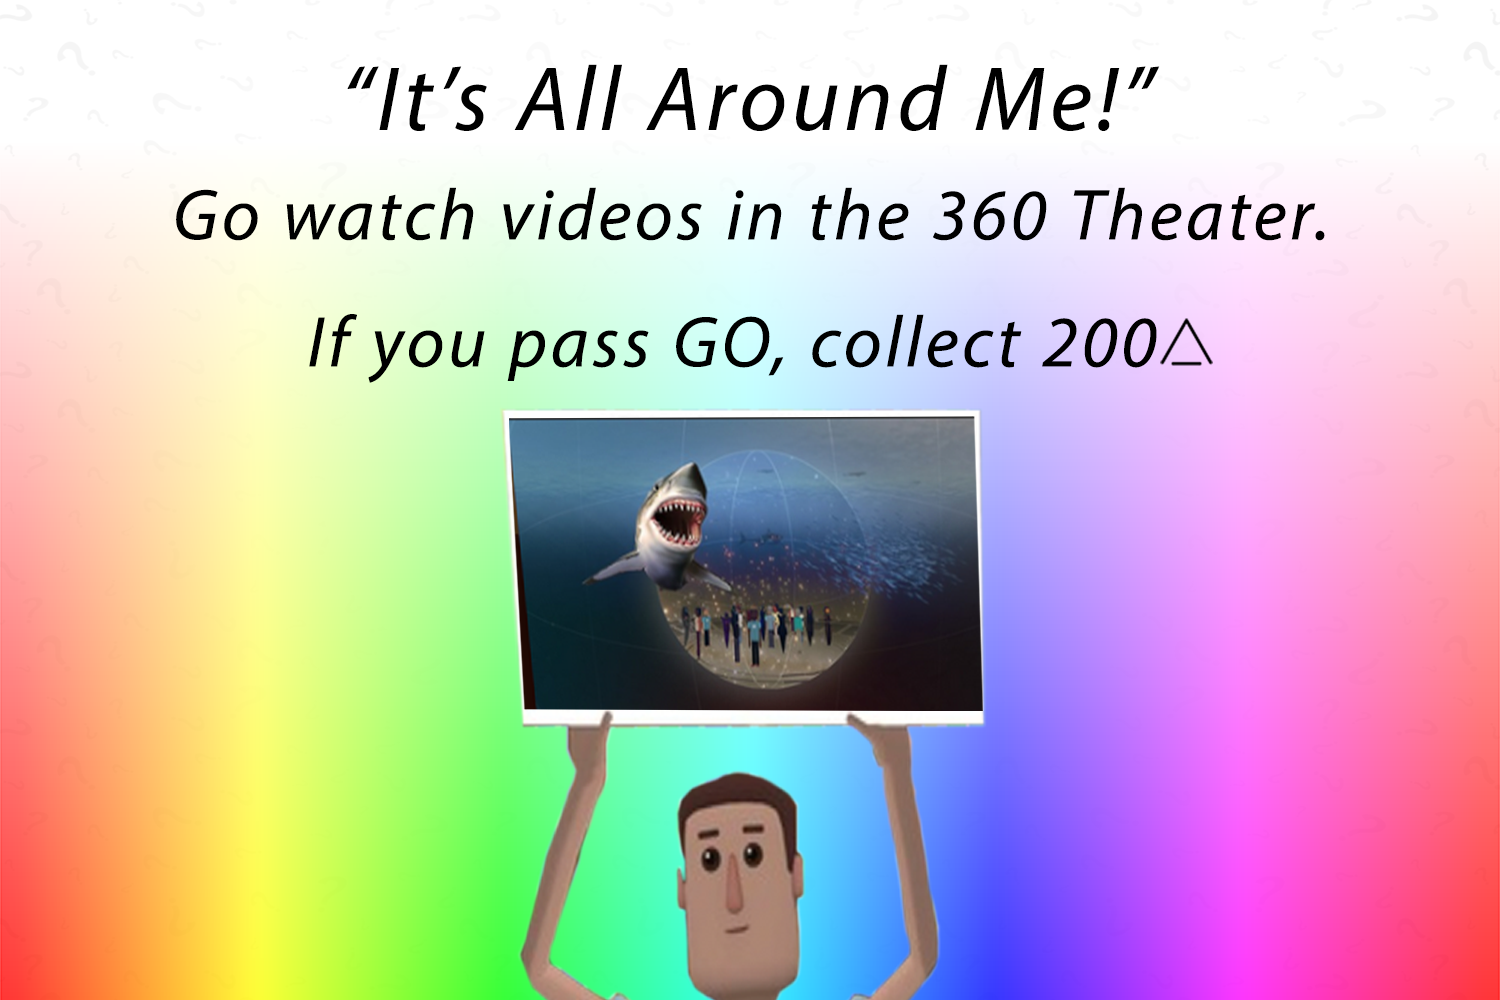 “It’s All Around Me!”
Go watch videos in the 360 Theater.
If you pass GO, collect 200△